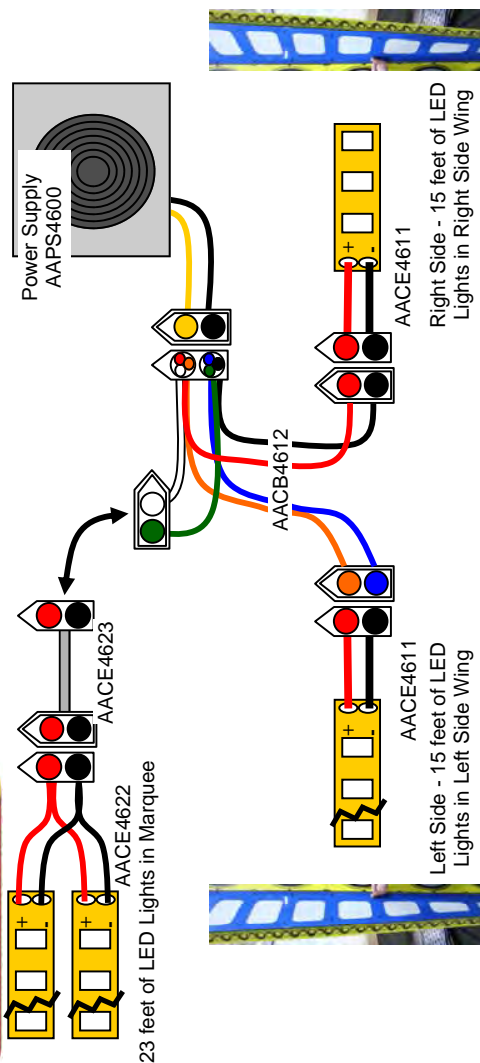 Power Supply
AAPS4600
AACE4611
Right Side - 15 feet of LED
Lights in Right Side Wing
AACB4612
AACE4623
AACE4622
23 feet of LED Lights in Marquee
AACE4611
Left Side - 15 feet of LED
Lights in Left Side Wing
+
-
+
-
+
-
+
-